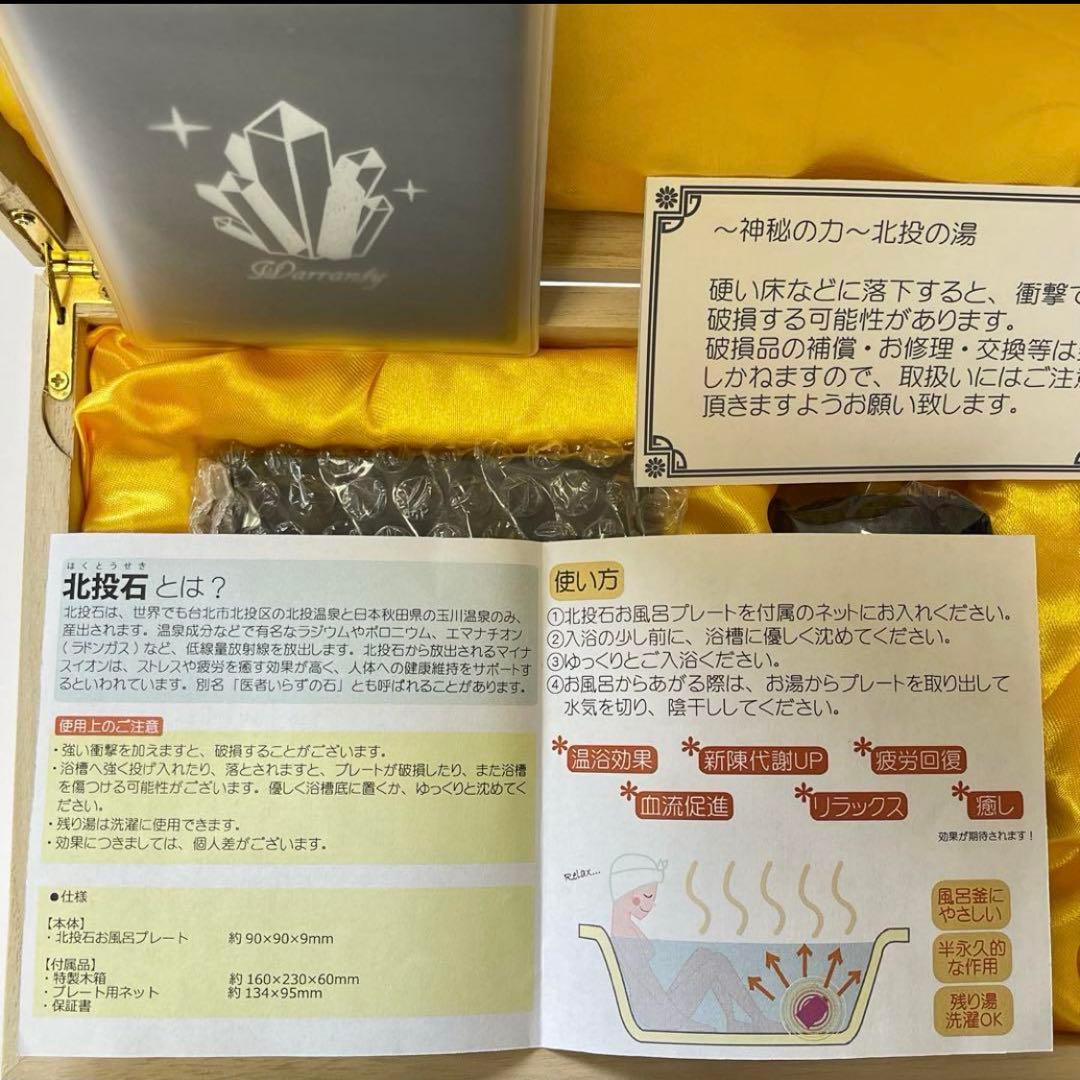 Warranty
～神秘の力～北投の湯
硬い床などに落下すると、衝撃で
破損する可能性があります。
破損品の補償・お修理・交換等は
しかねますので、取扱いにはご注意
頂きますようお願い致します。
ほくとうせき
北投石とは？
北投石は、世界でも台北市北投区の北投温泉と日本秋田県の玉川温泉のみ、
産出されます。温泉成分などで有名なラジウムやポロニウム、エマナチオン
（ラドンガス）など、低線量放射線を放出します。北投石から放出されるマイナ
スイオンは、ストレスや疲労を癒す効果が高く、人体への健康維持をサポートす
るといわれています。別名「医者いらずの石」とも呼ばれることがあります。
使用上のご注意
・強い衝撃を加えますと、破損することがございます。
・浴槽へ強く投げ入れたり、落とされますと、プレートが破損したり、また浴槽
を傷つける可能性がございます。優しく浴槽底に置くか、ゆっくりと沈めてく
ださい。
・残り湯は洗濯に使用できます。
・効果につきましては、個人差がございます。
●仕様
【本体】
・北投石お風呂プレート 約90×90×9mm
【付属品】
・特製木箱 約160×230×60mm
・プレート用ネット 約134×95mm
・保証書
使い方
①北投石お風呂プレートを付属のネットにお入れください。
②入浴の少し前に、浴槽に優しく沈めてください。
③ゆっくりとご入浴ください。
④お風呂からあがる際は、お湯からプレートを取り出して
水気を切り、陰干ししてください。
*温浴効果 *新陳代謝UP *疲労回復
*血流促進 *リラックス *癒し
効果が期待されます！
relax...
風呂釜に
やさしい
半永久的
な作用
残り湯
洗濯OK